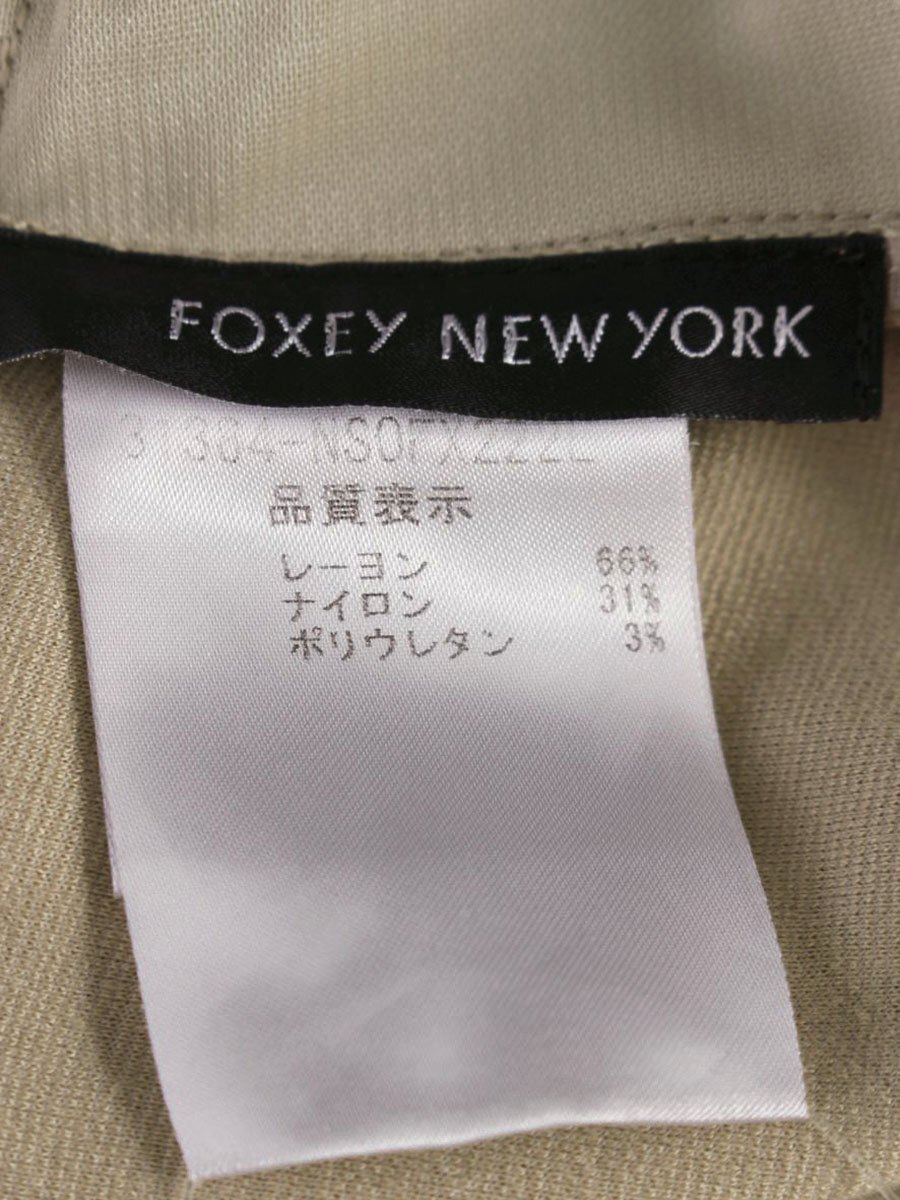 FOXEY NEW YORK
品質表示
レーヨン 66%
ナイロン 31%
ポリウレタン 3%